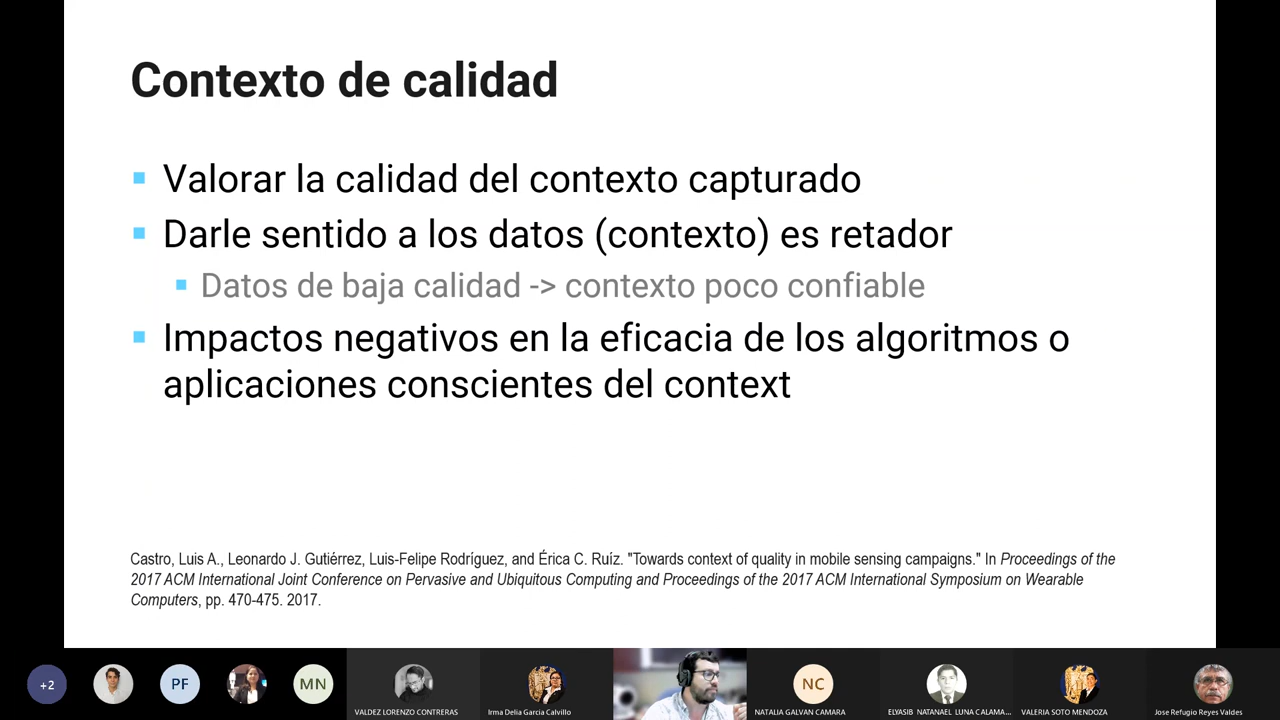 Contexto de calidad
Valorar la calidad del contexto capturado
Darle sentido a los datos (contexto) es retador
Datos de baja calidad -> contexto poco confiable
Impactos negativos en la eficacia de los algoritmos o
aplicaciones conscientes del context
Castro, Luis A., Leonardo J. Gutiérrez, Luis-Felipe Rodríguez, and Érica C. Ruíz. "Towards context of quality in mobile sensing campaigns." In Proceedings of the
2017 ACM International Joint Conference on Pervasive and Ubiquitous Computing and Proceedings of the 2017 ACM International Symposium on Wearable
Computers, pp. 470-475. 2017.
+2
PF
MN
NC
VALDEZ LORENZO CONTRERAS
Irma Delia Garcia Calvillo
NATALIA GALVAN CAMARA
ELYASIB NATANAEL LUNA CALAMA...
VALERIA SOTO MENDOZA
Jose Refugio Reyes Valdes